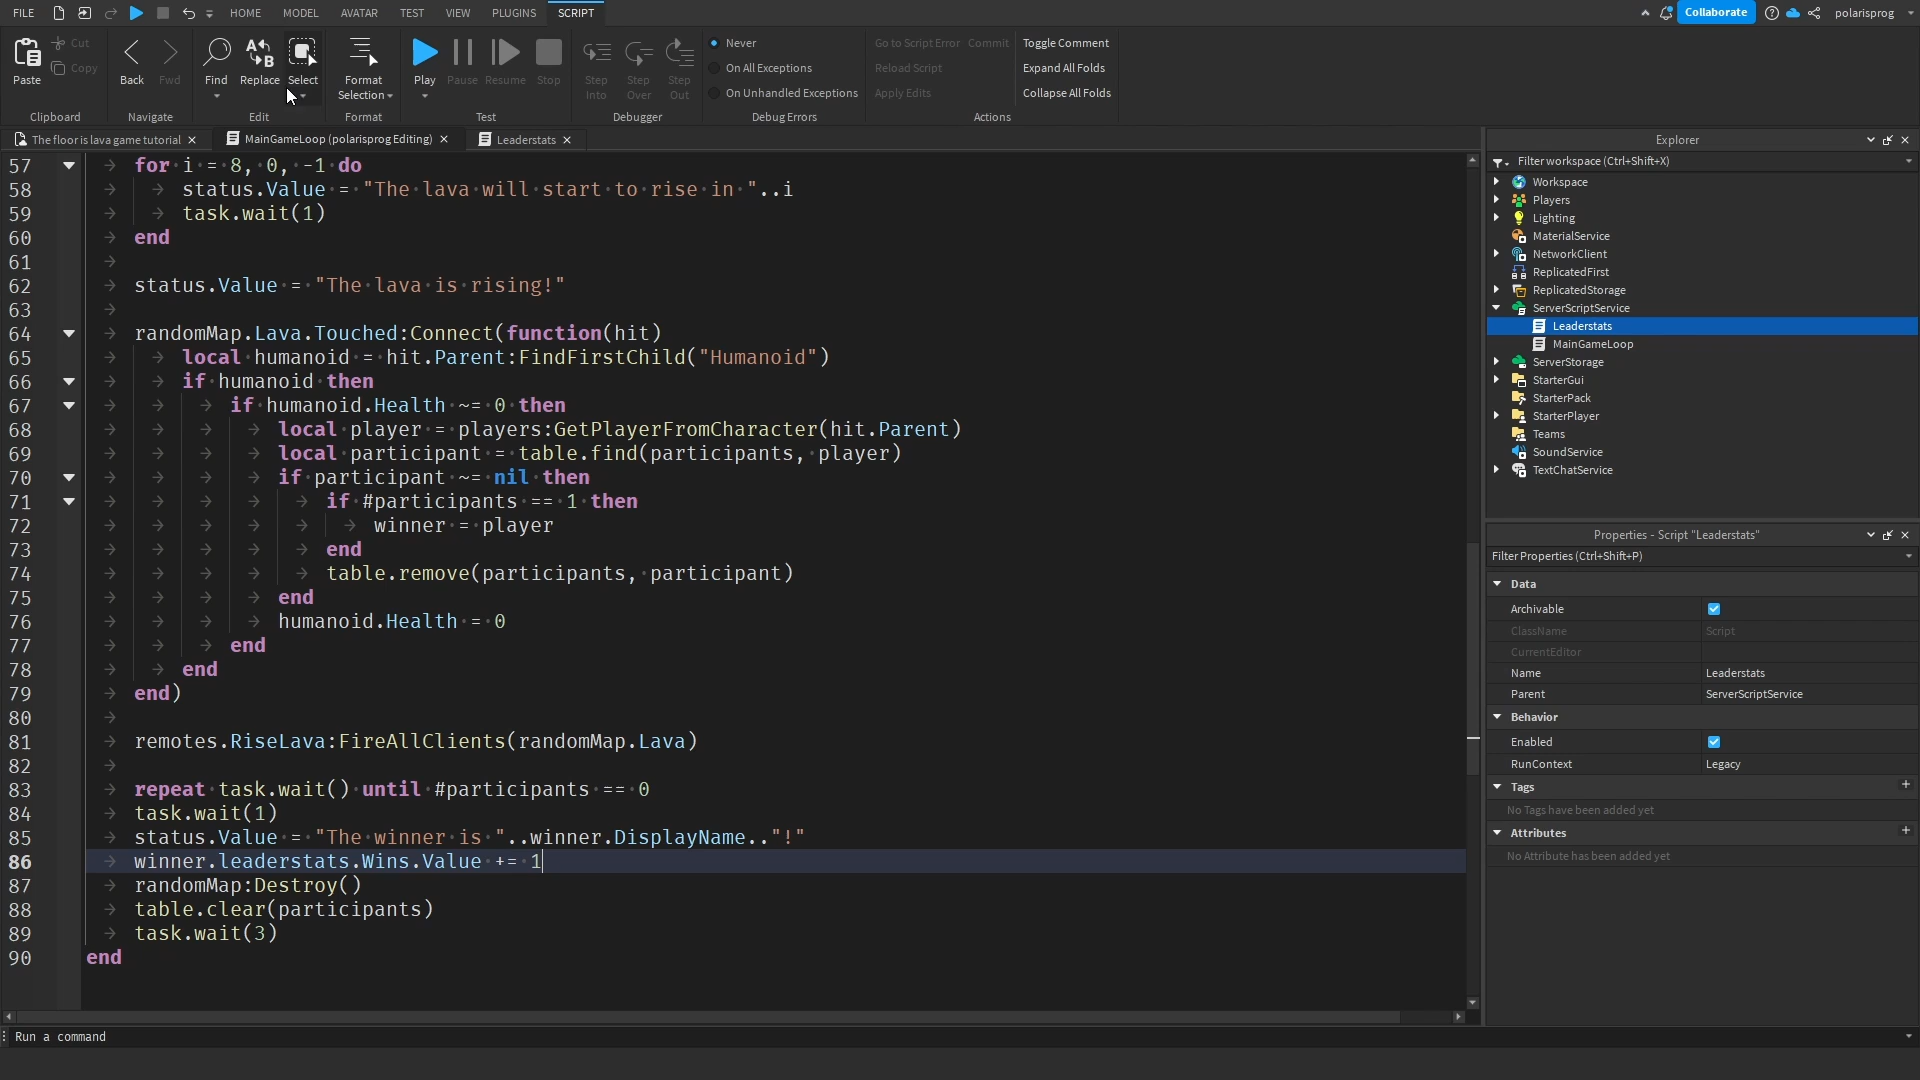 FILE HOME MODEL AVATAR TEST VIEW PLUGINS SCRIPT Collaborate polarisprog
Paste Cut Copy Back Fwd Find Replace Select Format Selection Play Pause Resume Stop Step Into Step Over Step Out
Never
On All Exceptions
On Unhandled Exceptions
Go to Script Error Commit
Reload Script
Apply Edits
Toggle Comment
Expand All Folds
Collapse All Folds
Clipboard Navigate Edit Format Test Debugger Debug Errors Actions
The floor is lava game tutorial MainGameLoop (polarisprog Editing) Leaderstats
57 for i = 8, 0, -1 do
58 status.Value = "The lava will start to rise in "..i
59 task.wait(1)
60 end
61
62 status.Value = "The lava is rising!"
63
64 randomMap.Lava.Touched:Connect(function(hit)
65 local humanoid = hit.Parent:FindFirstChild("Humanoid")
66 if humanoid then
67 if humanoid.Health ~= 0 then
68 local player = players:GetPlayerFromCharacter(hit.Parent)
69 local participant = table.find(participants, player)
70 if participant ~= nil then
71 if #participants == 1 then
72 winner = player
73 end
74 table.remove(participants, participant)
75 end
76 humanoid.Health = 0
77 end
78 end
79 end)
80
81 remotes.RiseLava:FireAllClients(randomMap.Lava)
82
83 repeat task.wait() until #participants == 0
84 task.wait(1)
85 status.Value = "The winner is "..winner.DisplayName.."!"
86 winner.leaderstats.Wins.Value += 1
87 randomMap:Destroy()
88 table.clear(participants)
89 task.wait(3)
90 end
Run a command
Explorer
Filter workspace (Ctrl+Shift+X)
Workspace
Players
Lighting
MaterialService
NetworkClient
ReplicatedFirst
ReplicatedStorage
ServerScriptService
Leaderstats
MainGameLoop
ServerStorage
StarterGui
StarterPack
StarterPlayer
Teams
SoundService
TextChatService
Properties - Script "Leaderstats"
Filter Properties (Ctrl+Shift+P)
Data
Archivable
ClassName Script
CurrentEditor
Name Leaderstats
Parent ServerScriptService
Behavior
Enabled
RunContext Legacy
Tags +
No Tags have been added yet
Attributes +
No Attribute has been added yet